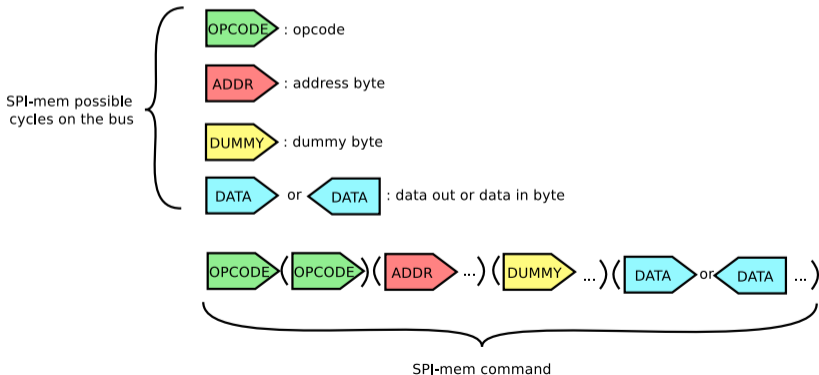 OPCODE : opcode
ADDR : address byte
SPI-mem possible
cycles on the bus
DUMMY : dummy byte
DATA or DATA : data out or data in byte
OPCODE ( OPCODE ) ( ADDR ... ) ( DUMMY ... ) ( DATA or DATA ... )
SPI-mem command